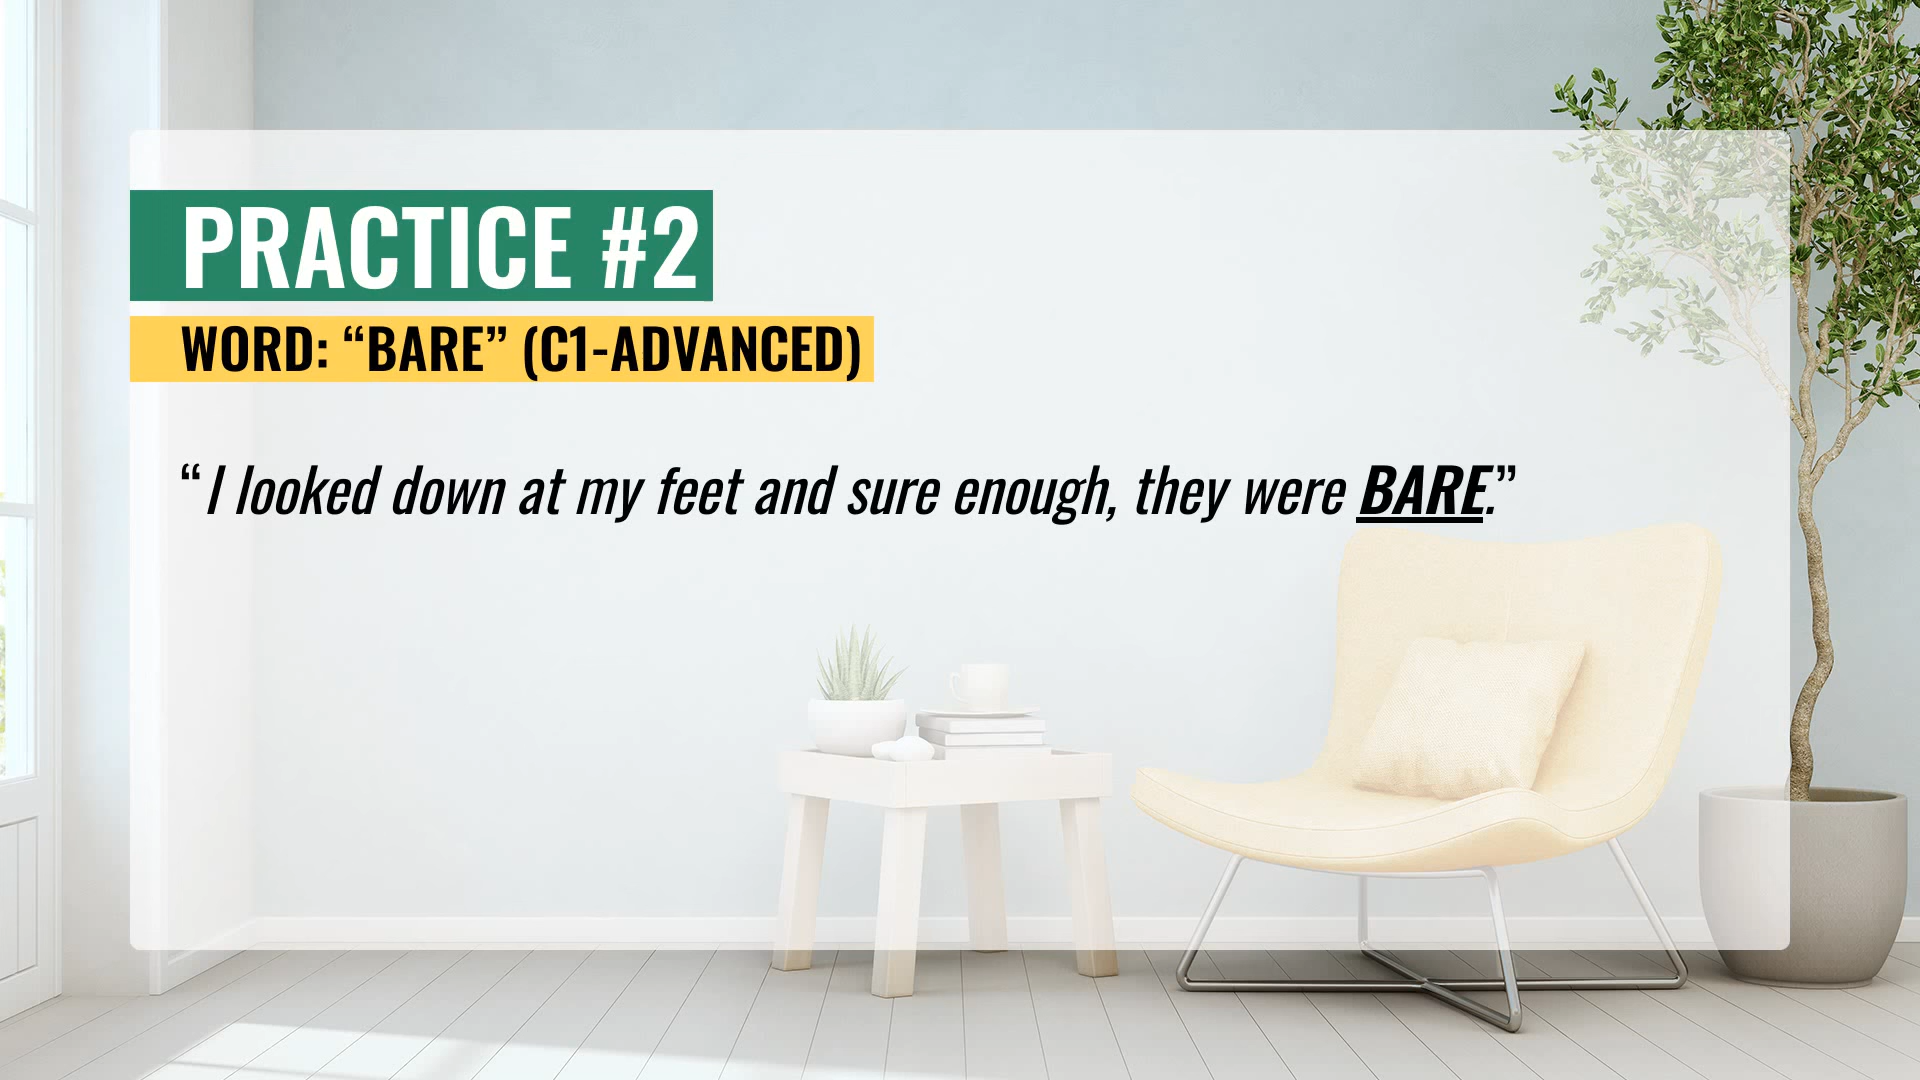 PRACTICE #2
WORD: “BARE” (C1-ADVANCED)
“I looked down at my feet and sure enough, they were BARE.”